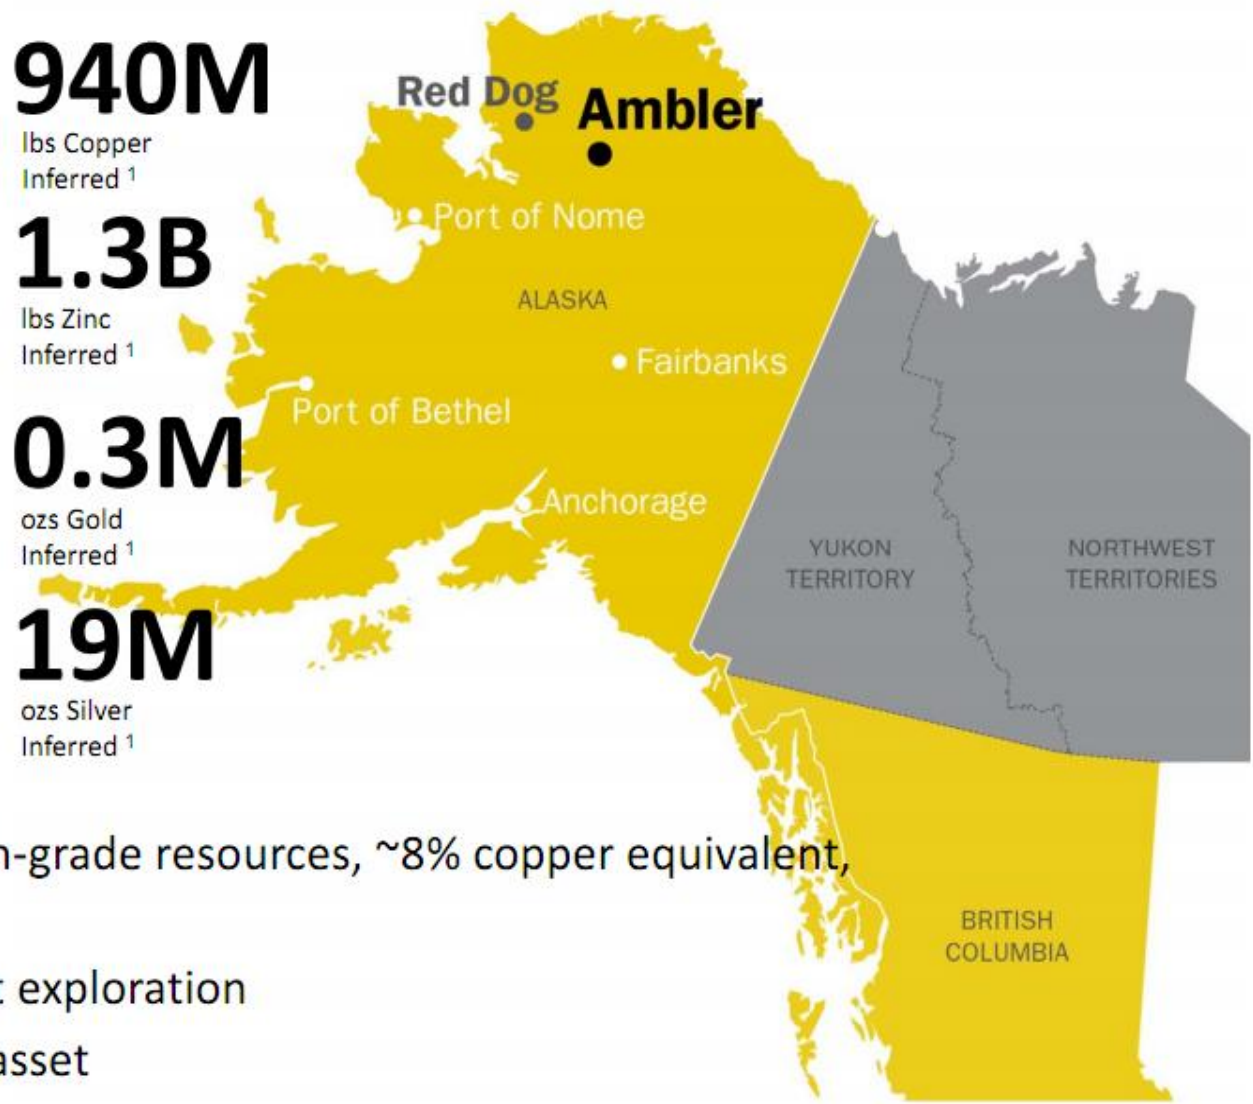 940M
lbs Copper
Inferred 1
1.3B
lbs Zinc
Inferred 1
0.3M
ozs Gold
Inferred 1
19M
ozs Silver
Inferred 1
Red Dog
Ambler
Port of Nome
ALASKA
Fairbanks
Port of Bethel
Anchorage
YUKON
TERRITORY
NORTHWEST
TERRITORIES
BRITISH
COLUMBIA
-grade resources, ~8% copper equivalent,
exploration
asset